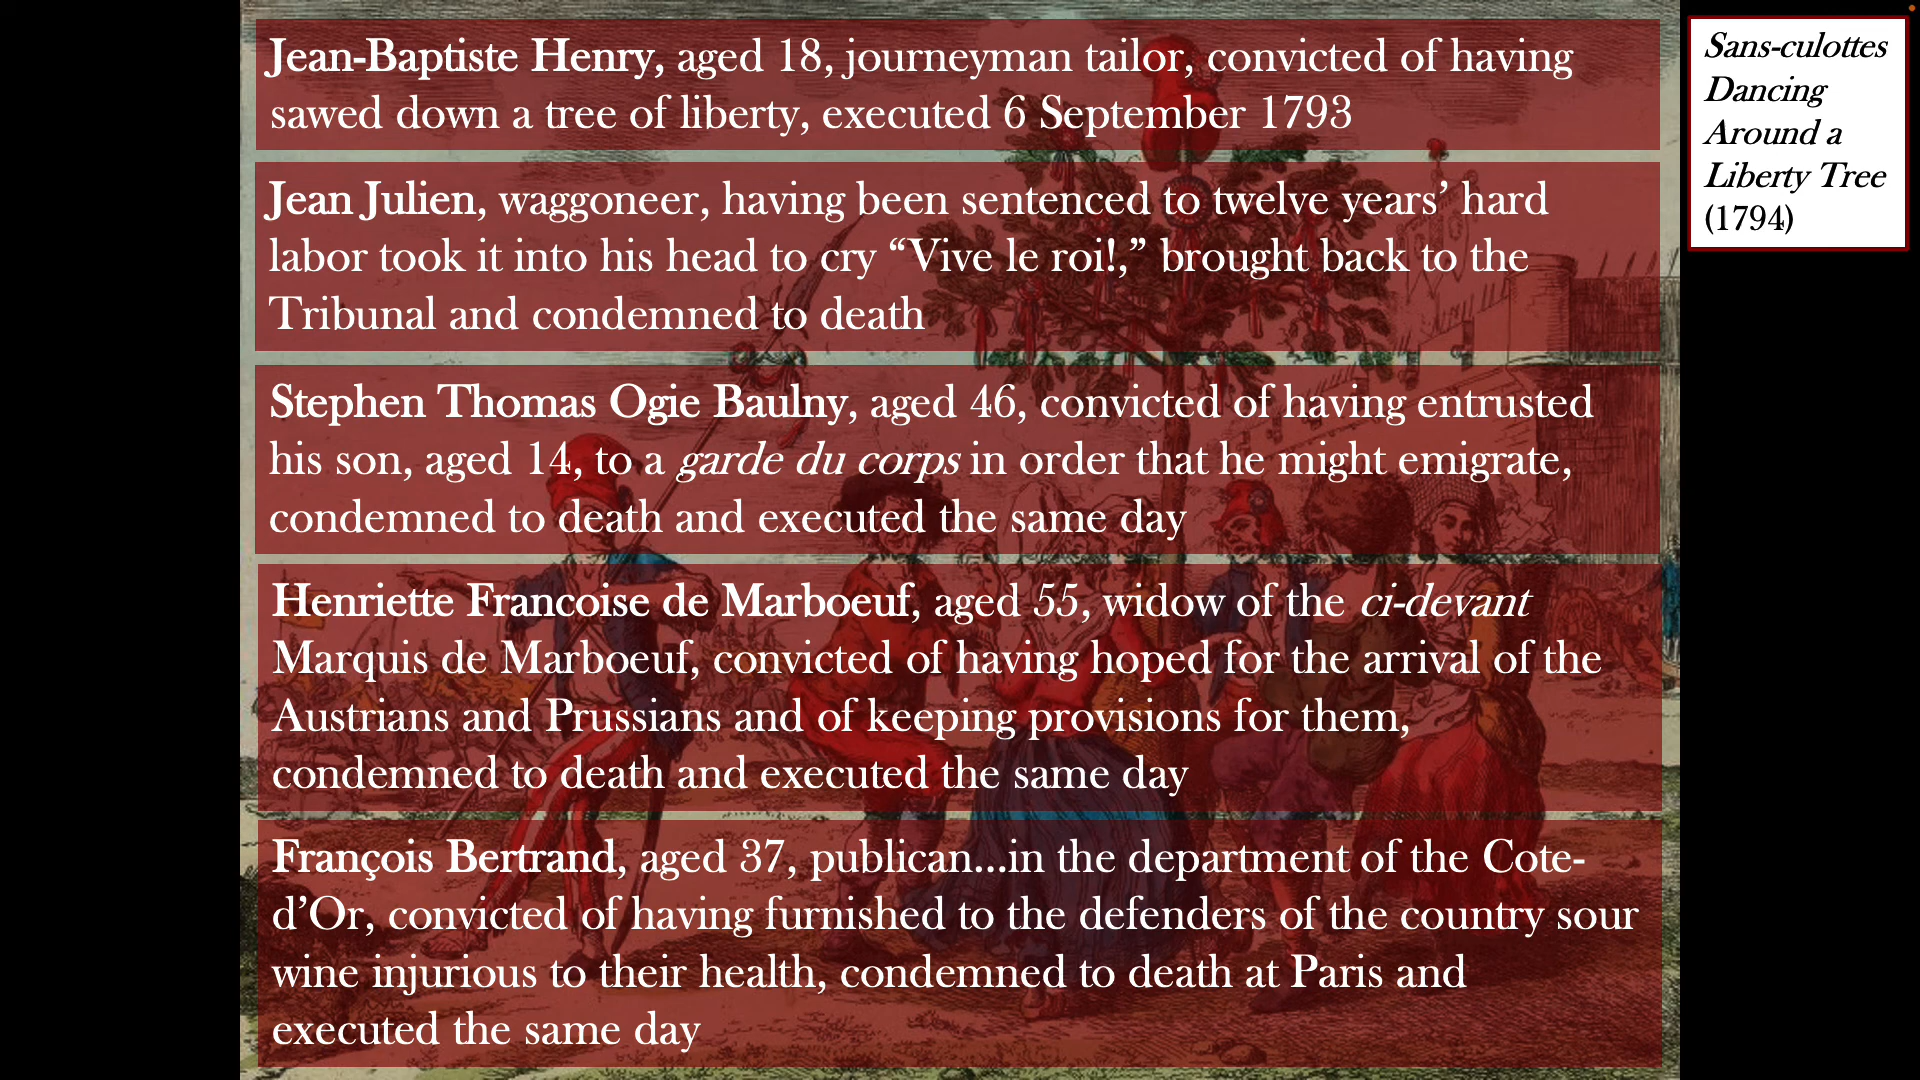 Jean-Baptiste Henry, aged 18, journeyman tailor, convicted of having
sawed down a tree of liberty, executed 6 September 1793
Jean Julien, waggoneer, having been sentenced to twelve years’ hard
labor took it into his head to cry “Vive le roi!,” brought back to the
Tribunal and condemned to death
Stephen Thomas Ogie Baulny, aged 46, convicted of having entrusted
his son, aged 14, to a garde du corps in order that he might emigrate,
condemned to death and executed the same day
Henriette Francoise de Marboeuf, aged 55, widow of the ci-devant
Marquis de Marboeuf, convicted of having hoped for the arrival of the
Austrians and Prussians and of keeping provisions for them,
condemned to death and executed the same day
François Bertrand, aged 37, publican...in the department of the Cote-
d’Or, convicted of having furnished to the defenders of the country sour
wine injurious to their health, condemned to death at Paris and
executed the same day
Sans-culottes
Dancing
Around a
Liberty Tree
(1794)